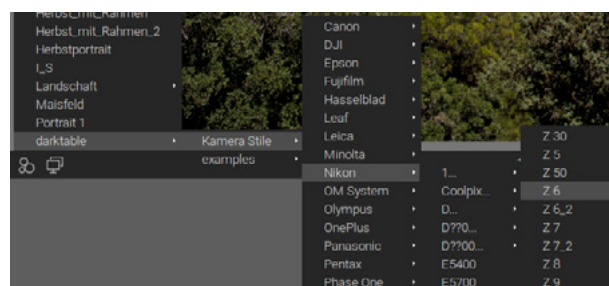 Herbst_mit_Rahmen
Herbst_mit_Rahmen_2
Herbstportrait
I_S
Landschaft
Maisfeld
Portrait 1
darktable
Kamera Stile
examples
Canon
DJI
Epson
Fujifilm
Hasselblad
Leaf
Leica
Minolta
Nikon
OM System
Olympus
OnePlus
Panasonic
Pentax
Phase One
1...
Coolpix...
D...
D??0...
D??00...
E5400
E5700
Z 30
Z 5
Z 50
Z 6
Z 6_2
Z 7
Z 7_2
Z 8
Z 9